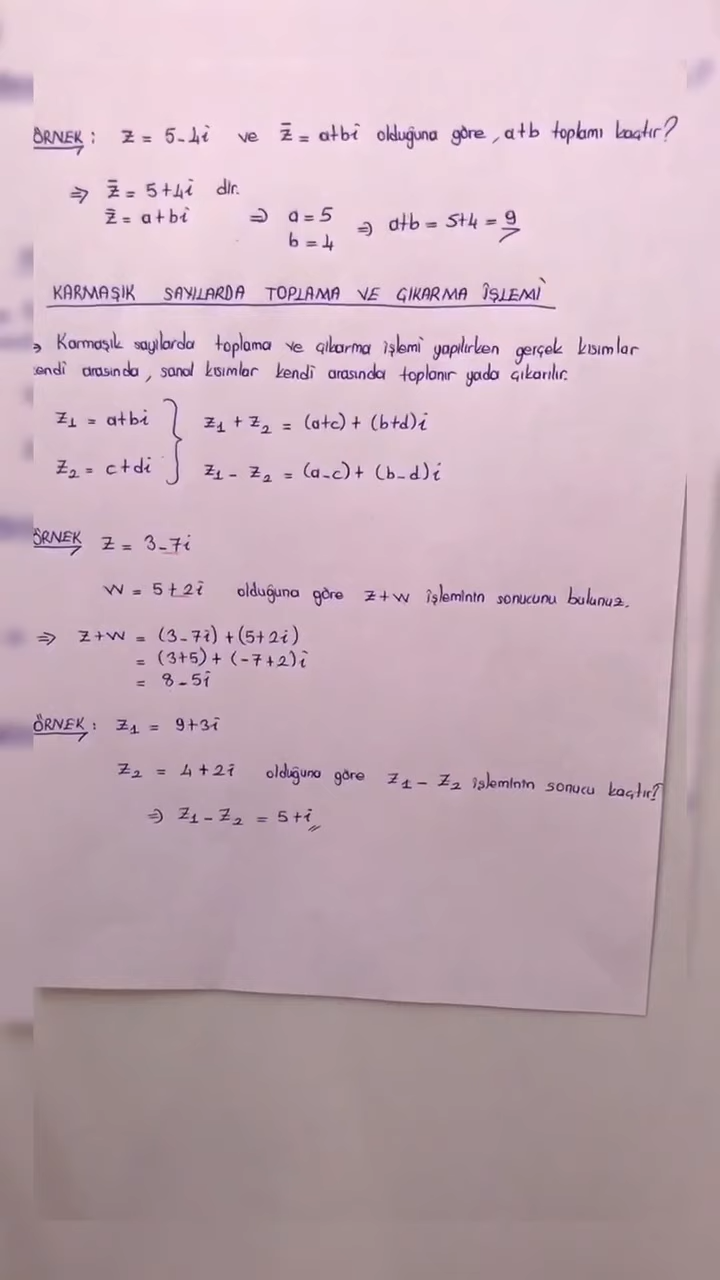 ÖRNEK: z = 5-4i ve z̄ = a+bi olduğuna göre, a+b toplamı kaçtır?
⇒ z̄ = 5+4i dir.
z̄ = a+bi ⇒ a=5 ⇒ a+b = 5+4 = 9
b=4
KARMAŞIK SAYILARDA TOPLAMA VE ÇIKARMA İŞLEMİ
→ Karmaşık sayılarda toplama ve çıkarma işlemi yapılırken gerçek kısımlar
endi arasında, sanal kısımlar kendi arasında toplanır yada çıkarılır.
z₁ = a+bi } z₁ + z₂ = (a+c) + (b+d)i
z₂ = c+di } z₁ - z₂ = (a-c) + (b-d)i
ÖRNEK z = 3-7i
w = 5+2i olduğuna göre z+w işleminin sonucunu bulunuz.
⇒ z+w = (3-7i)+(5+2i)
= (3+5)+(-7+2)i
= 8-5i
ÖRNEK: z₁ = 9+3i
z₂ = 4+2i olduğuna göre z₁ - z₂ işleminin sonucu kaçtır?
⇒ z₁ - z₂ = 5+i